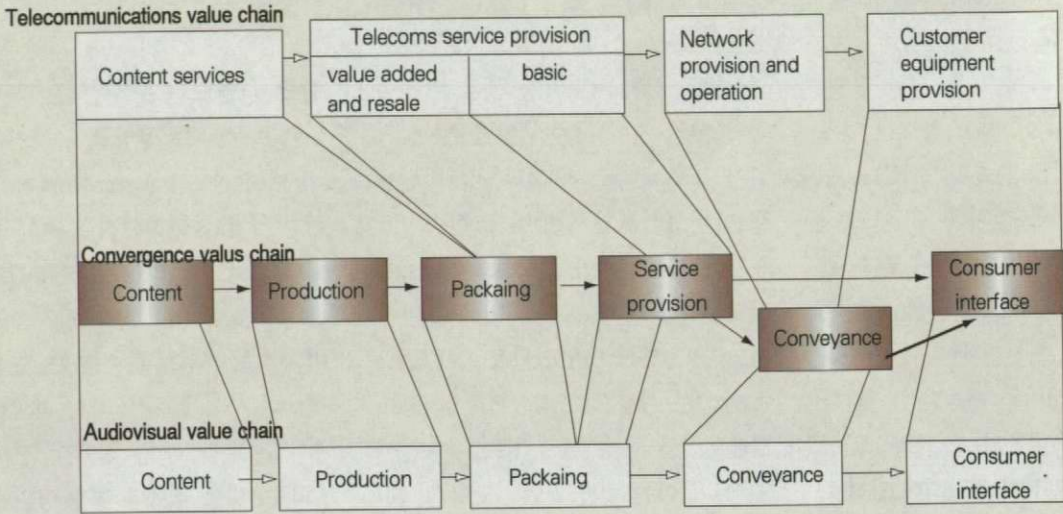 Telecommunications value chain
Content services
Telecoms service provision
value added
and resale
basic
Network
provision and
operation
Customer
equipment
provision
Convergence valus chain
Content
Production
Packaing
Service
provision
Conveyance
Consumer
interface
Audiovisual value chain
Content
Production
Packaing
Conveyance
Consumer
interface